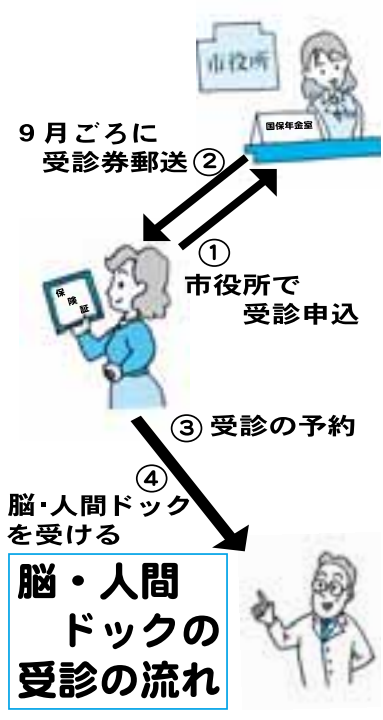 市役所
国保年金室
9月ごろに
受診券郵送②
①
市役所で
受診申込
保険証
③受診の予約
④
脳・人間ドック
を受ける
脳・人間
ドックの
受診の流れ